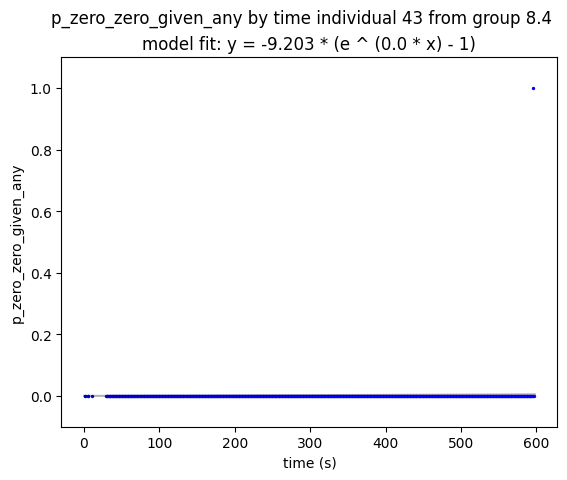 p_zero_zero_given_any by time individual 43 from group 8.4
model fit: y = -9.203 * (e ^ (0.0 * x) - 1)
1.0
0.8
0.6
0.4
0.2
0.0
p_zero_zero_given_any
0 100 200 300 400 500 600
time (s)